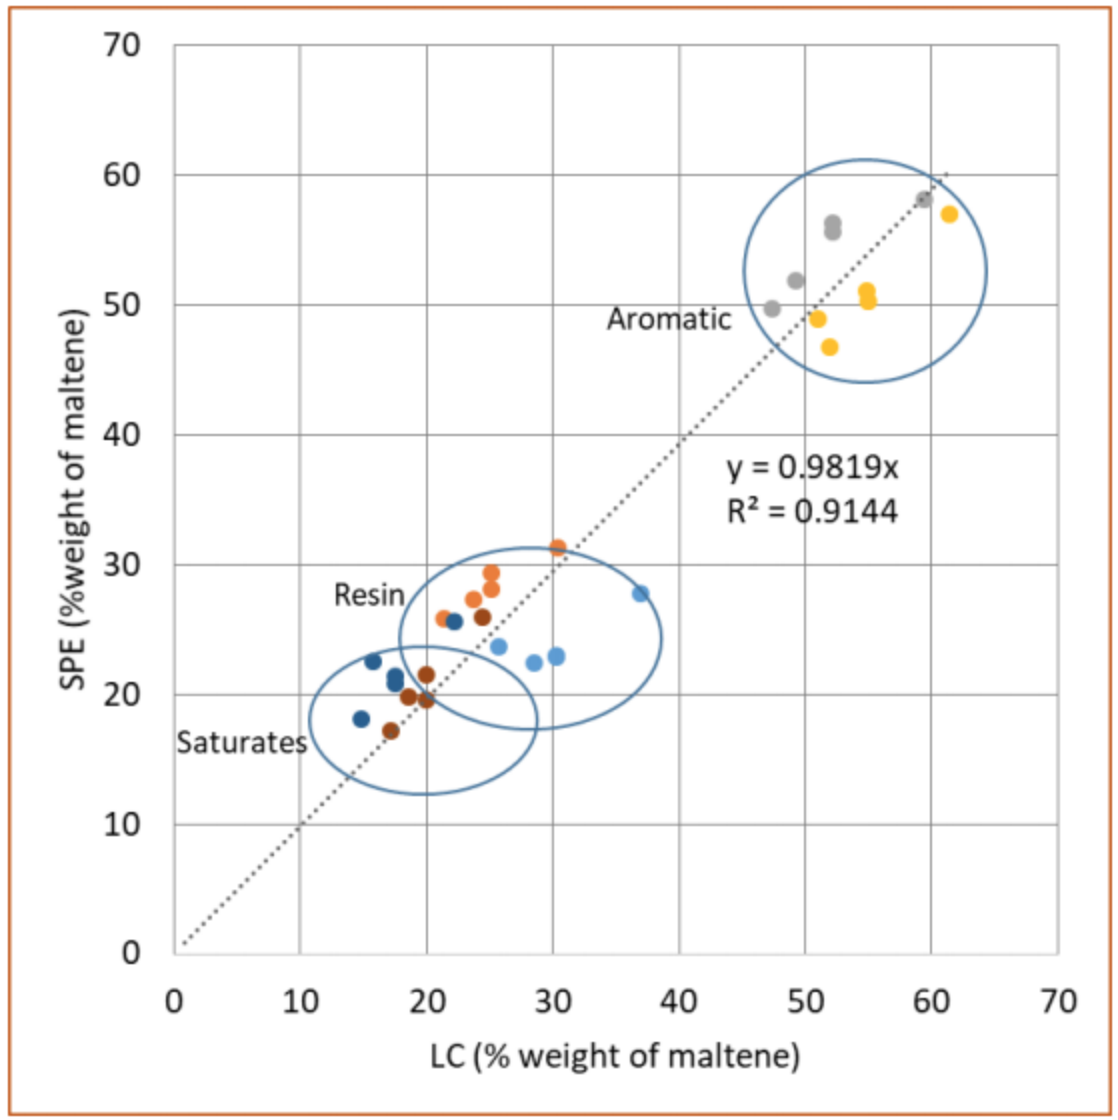 70
60
50
40
30
20
10
0
SPE (%weight of maltene)
Aromatic
y = 0.9819x
R² = 0.9144
Resin
Saturates
0 10 20 30 40 50 60 70
LC (% weight of maltene)